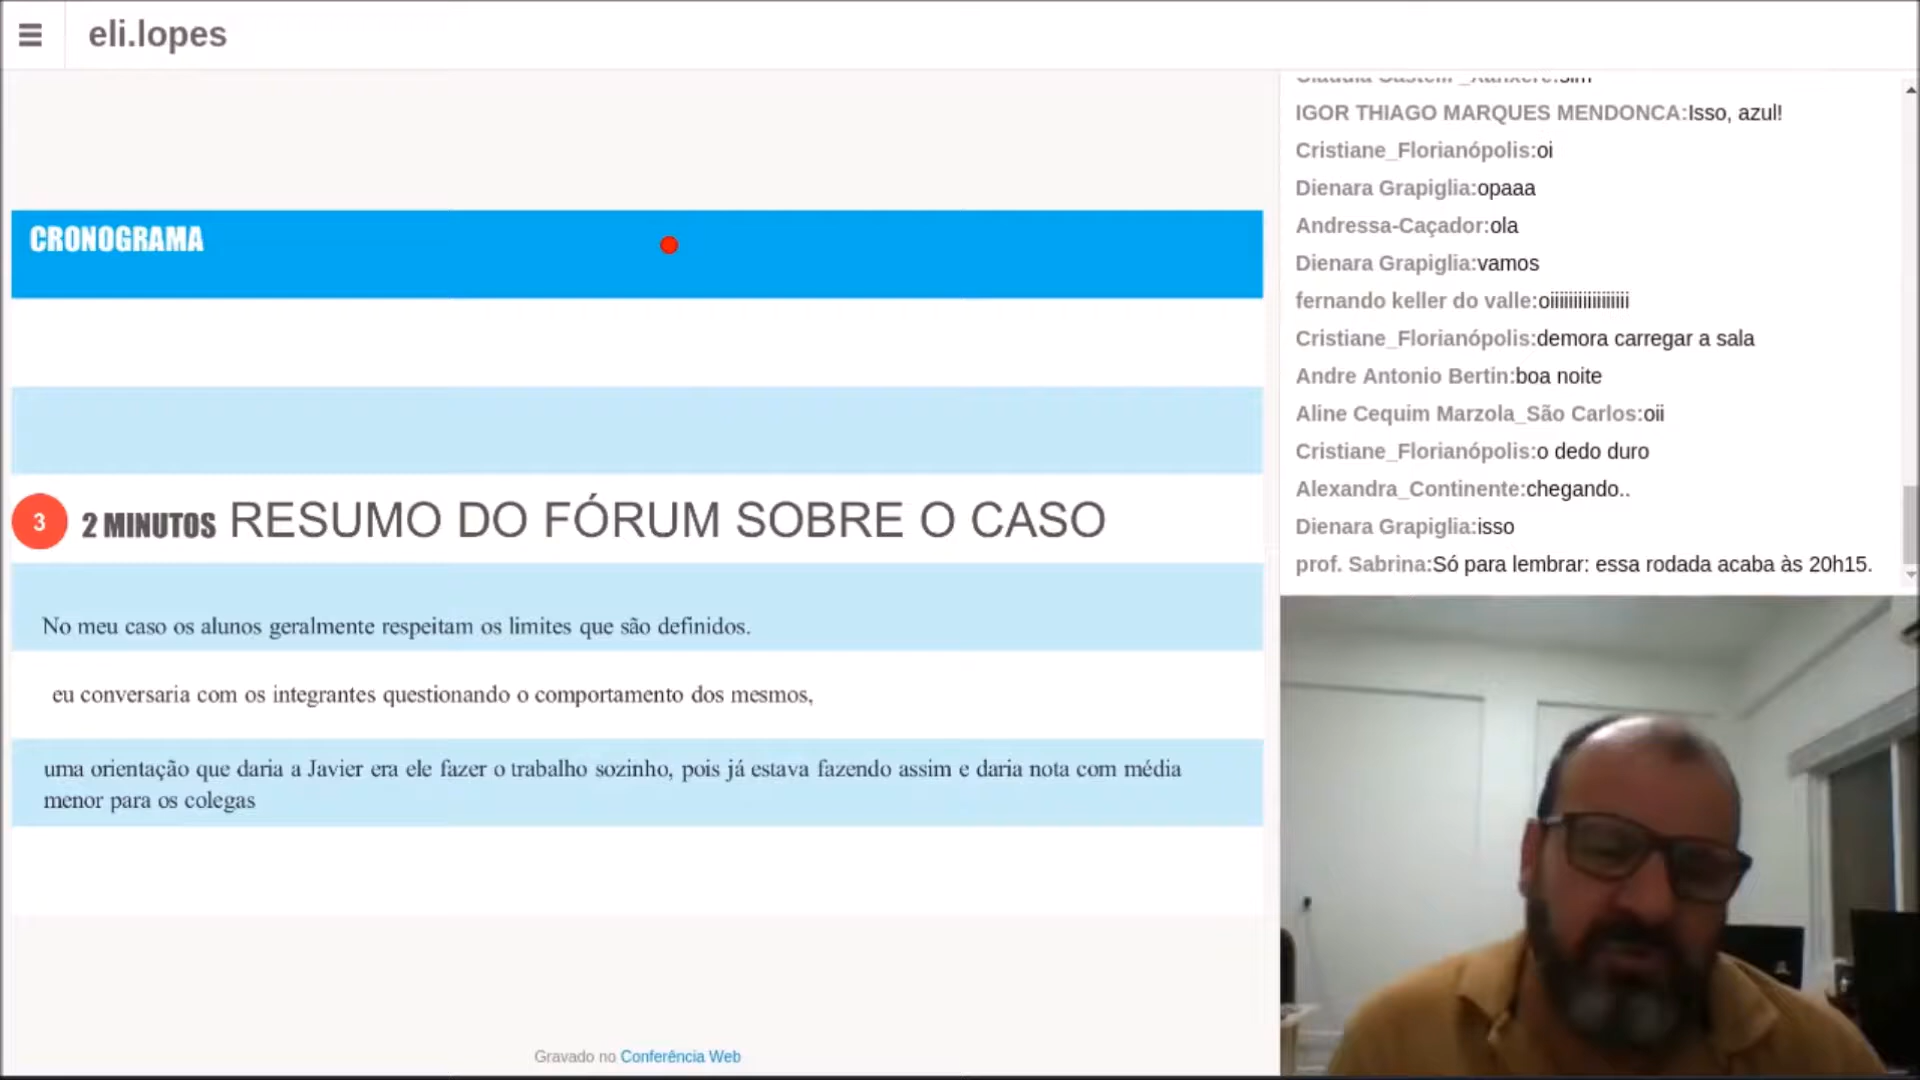 eli.lopes
CRONOGRAMA
3 2 MINUTOS RESUMO DO FÓRUM SOBRE O CASO
No meu caso os alunos geralmente respeitam os limites que são definidos.
eu conversaria com os integrantes questionando o comportamento dos mesmos,
uma orientação que daria a Javier era ele fazer o trabalho sozinho, pois já estava fazendo assim e daria nota com média
menor para os colegas
Gravado no Conferência Web
IGOR THIAGO MARQUES MENDONCA:Isso, azul!
Cristiane_Florianópolis:oi
Dienara Grapiglia:opaaa
Andressa-Caçador:ola
Dienara Grapiglia:vamos
fernando keller do valle:oiiiiiiiiiiiiiiiii
Cristiane_Florianópolis:demora carregar a sala
Andre Antonio Bertin:boa noite
Aline Cequim Marzola_São Carlos:oii
Cristiane_Florianópolis:o dedo duro
Alexandra_Continente:chegando..
Dienara Grapiglia:isso
prof. Sabrina:Só para lembrar: essa rodada acaba às 20h15.